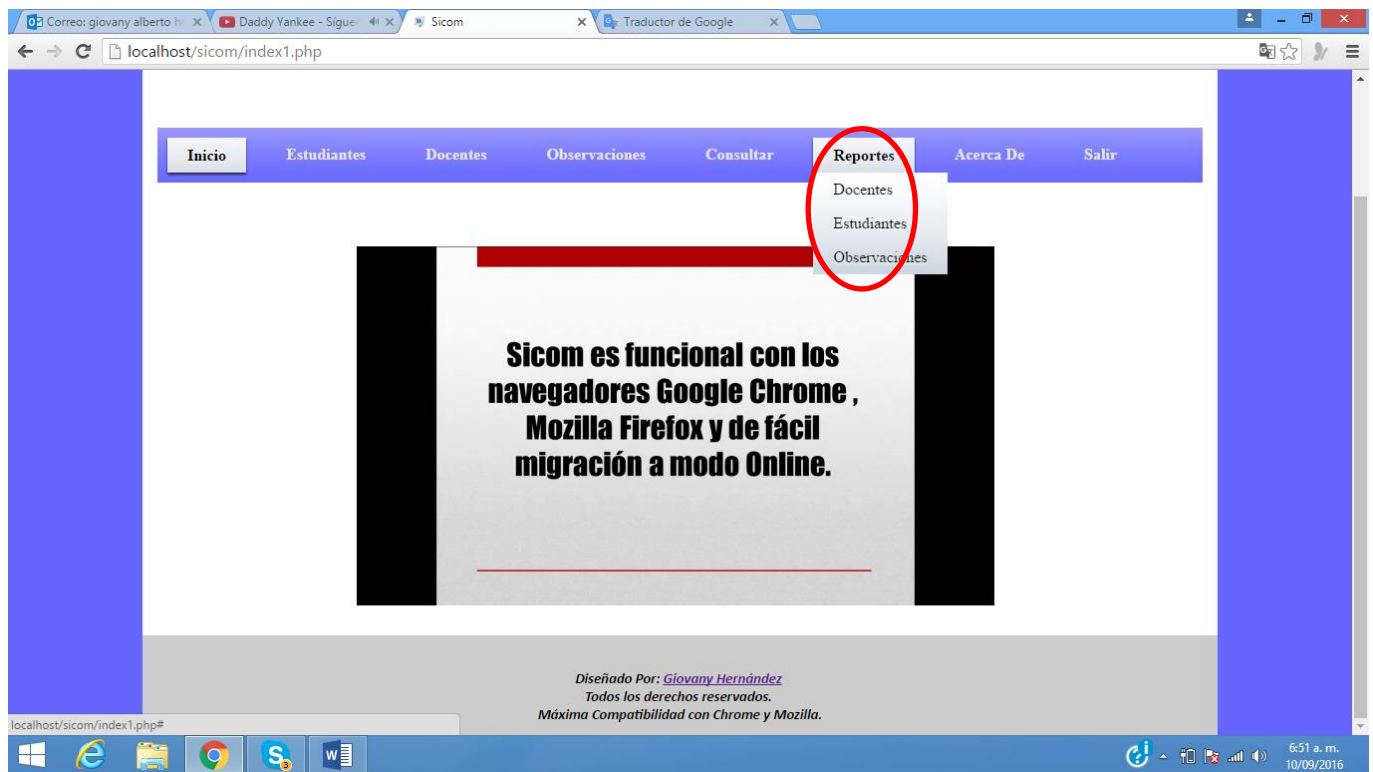 Correo: giovany alberto h
Daddy Yankee - Sígue
Sicom
Traductor de Google
localhost/sicom/index1.php
Inicio Estudiantes Docentes Observaciones Consultar Reportes Acerca De Salir
Docentes
Estudiantes
Observaciones
Sicom es funcional con los
navegadores Google Chrome ,
Mozilla Firefox y de fácil
migración a modo Online.
Diseñado Por: Giovany Hernández
Todos los derechos reservados.
Máxima Compatibilidad con Chrome y Mozilla.
localhost/sicom/index1.php#
6:51 a. m.
10/09/2016